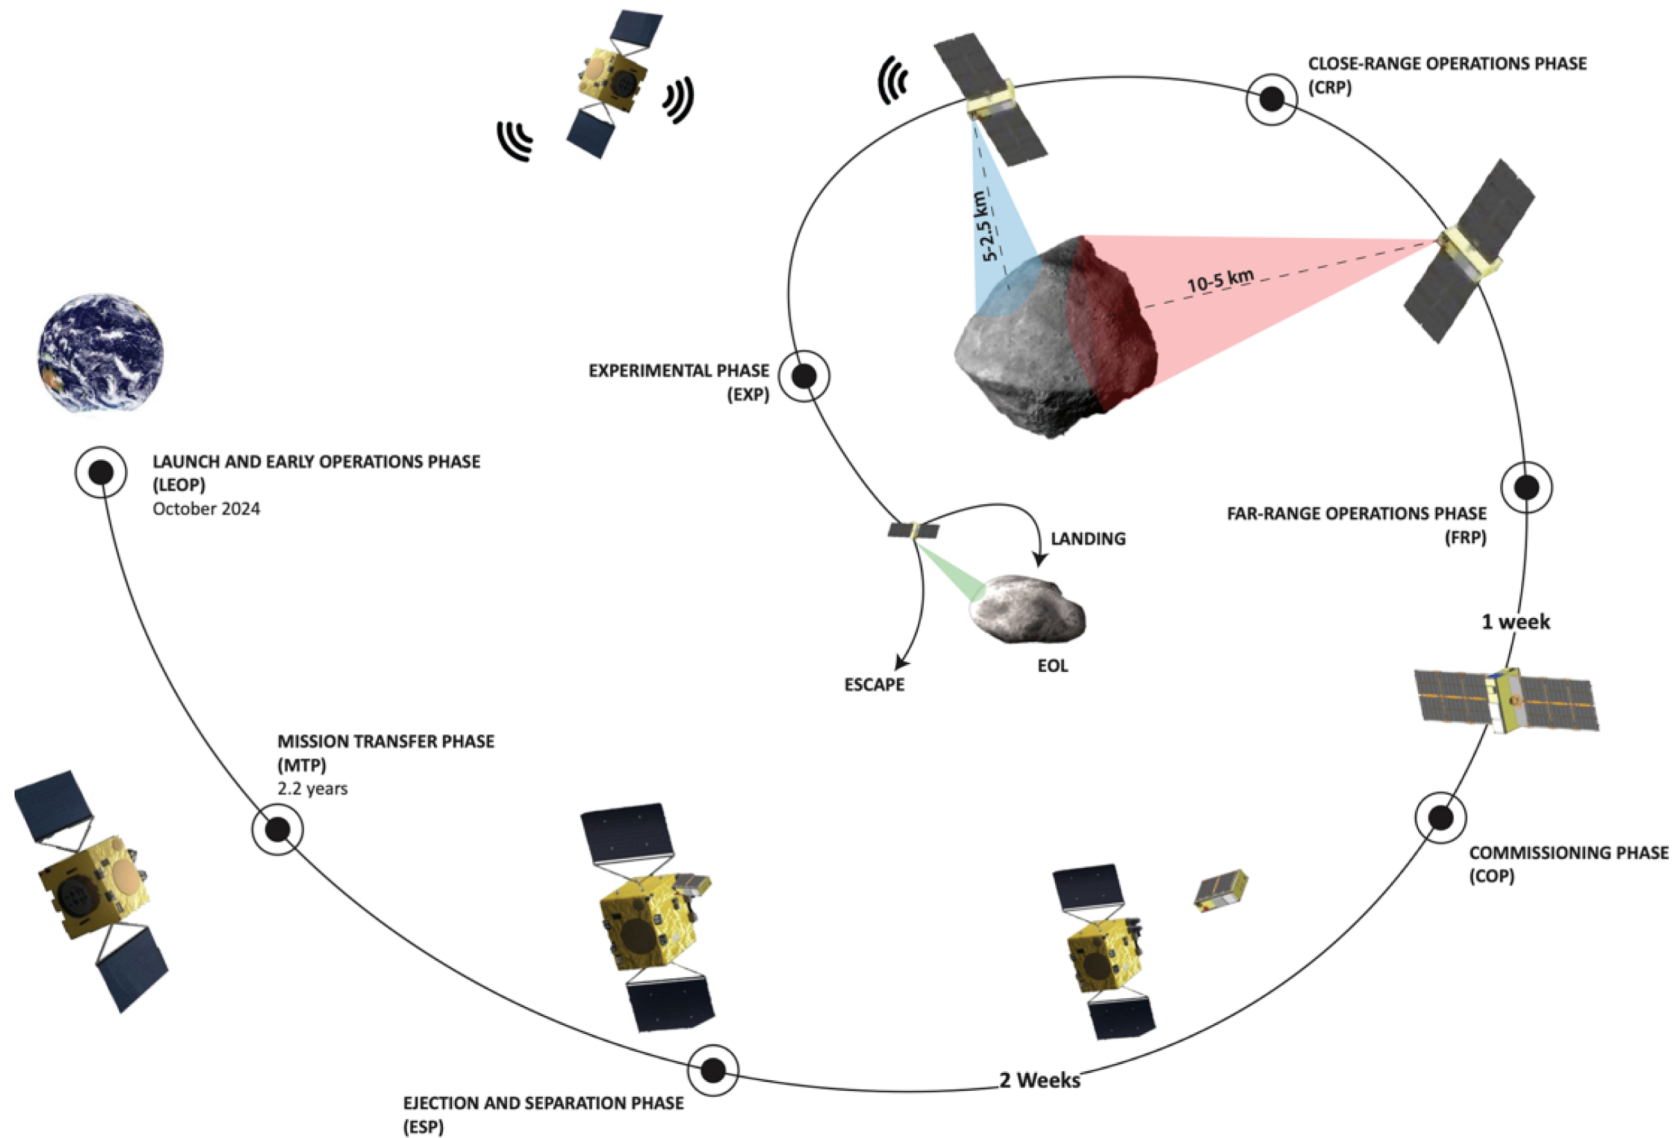 CLOSE-RANGE OPERATIONS PHASE
(CRP)
5-2.5 km
10-5 km
EXPERIMENTAL PHASE
(EXP)
LAUNCH AND EARLY OPERATIONS PHASE
(LEOP)
October 2024
FAR-RANGE OPERATIONS PHASE
(FRP)
LANDING
1 week
EOL
ESCAPE
MISSION TRANSFER PHASE
(MTP)
2.2 years
COMMISSIONING PHASE
(COP)
2 Weeks
EJECTION AND SEPARATION PHASE
(ESP)